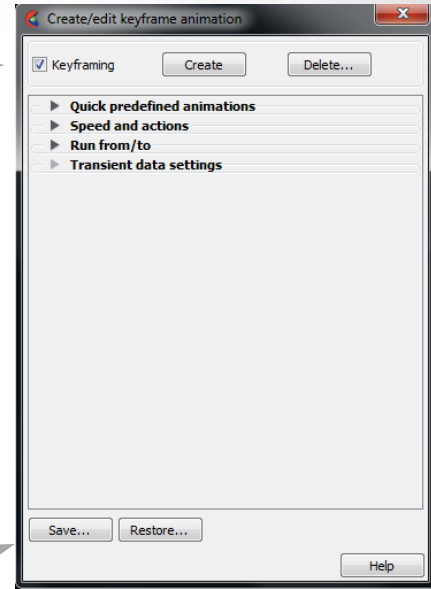 Create/edit keyframe animation
Keyframing Create Delete...
Quick predefined animations
Speed and actions
Run from/to
Transient data settings
Save... Restore...
Help